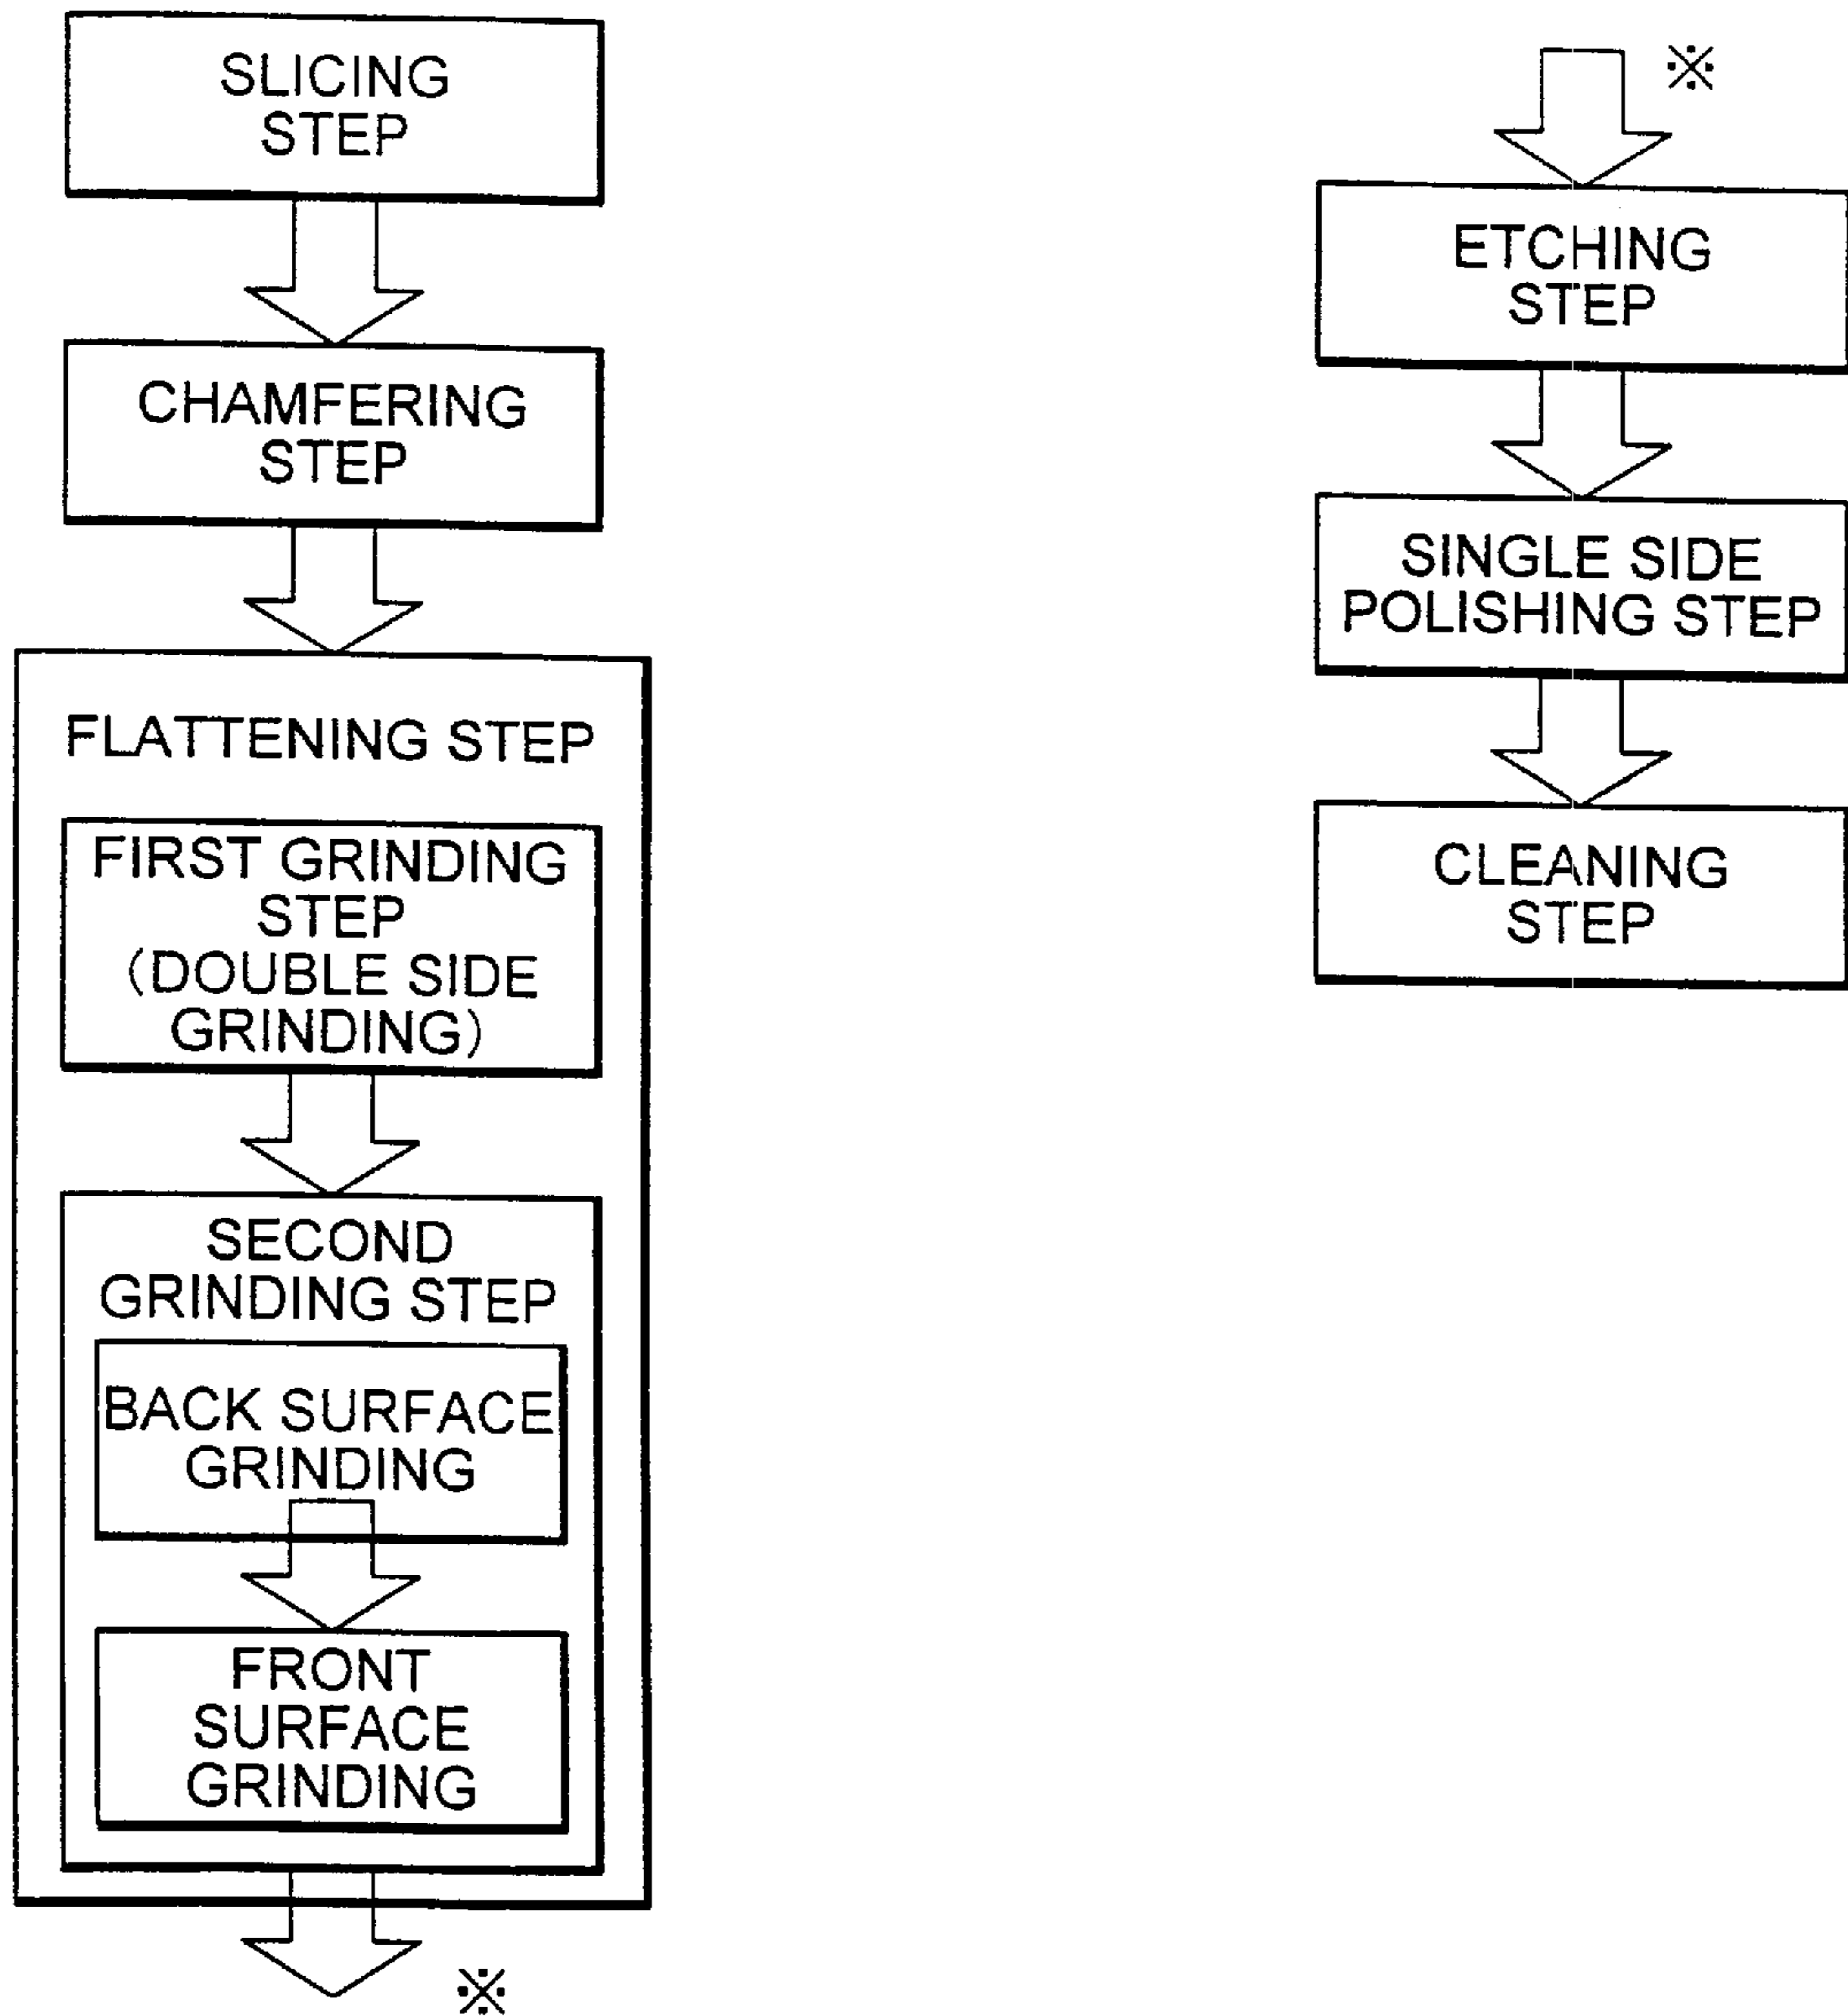 SLICING
STEP
CHAMFERING
STEP
FLATTENING STEP
FIRST GRINDING
STEP
(DOUBLE SIDE
GRINDING)
SECOND
GRINDING STEP
BACK SURFACE
GRINDING
FRONT
SURFACE
GRINDING
※
※
ETCHING
STEP
SINGLE SIDE
POLISHING STEP
CLEANING
STEP